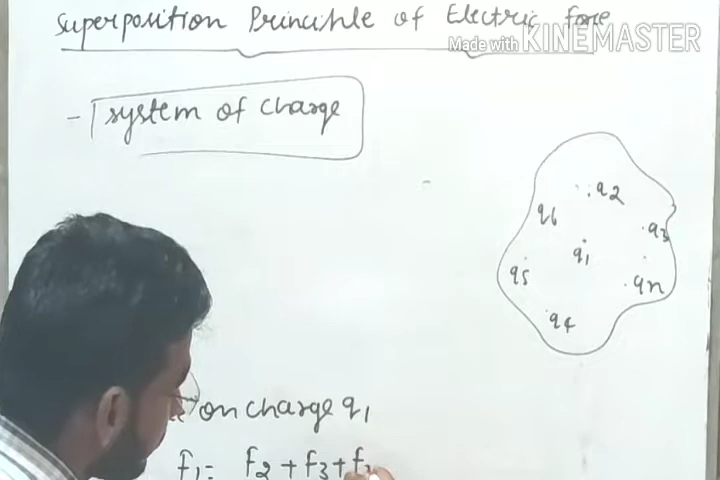 Superposition Principle of Electric force
Made with KINEMASTER
- system of charge
q2
q6
q3
q1
q5
qn
q4
on charge q1
f1 = f2 + f3 + f